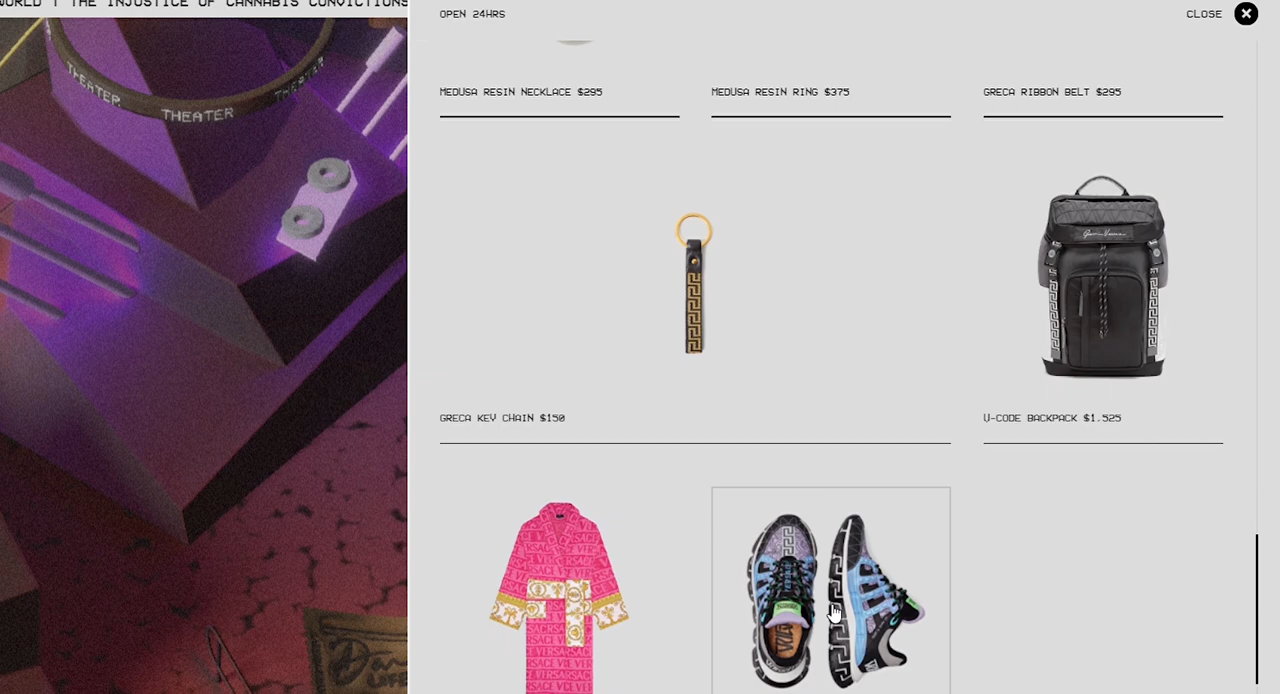 WORLD | THE INJUSTICE OF CANNABIS CONVICTIONS
OPEN 24HRS
CLOSE
THEATER
THEATER
THEATER
MEDUSA RESIN NECKLACE $295
MEDUSA RESIN RING $375
GRECA RIBBON BELT $295
GRECA KEY CHAIN $150
V-CODE BACKPACK $1,525